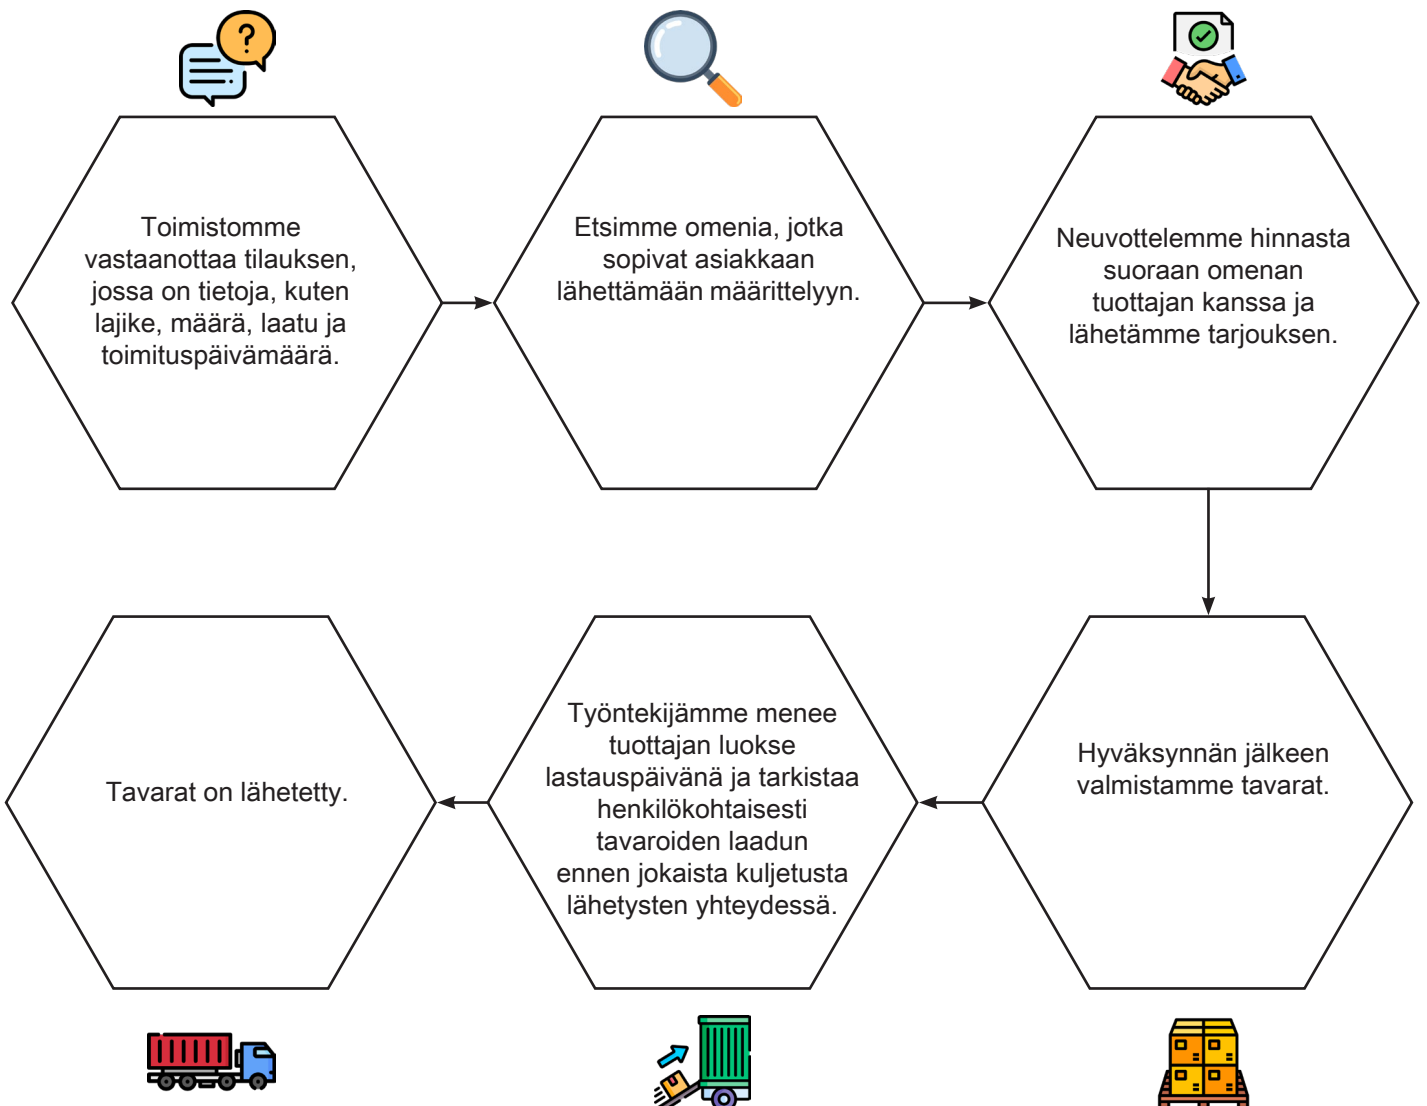 Toimistomme
vastaanottaa tilauksen,
jossa on tietoja, kuten
lajike, määrä, laatu ja
toimituspäivämäärä.
Etsimme omenia, jotka
sopivat asiakkaan
lähettämään määrittelyyn.
Neuvottelemme hinnasta
suoraan omenan
tuottajan kanssa ja
lähetämme tarjouksen.
Hyväksynnän jälkeen
valmistamme tavarat.
Työntekijämme menee
tuottajan luokse
lastauspäivänä ja tarkistaa
henkilökohtaisesti
tavaroiden laadun
ennen jokaista kuljetusta
lähetysten yhteydessä.
Tavarat on lähetetty.